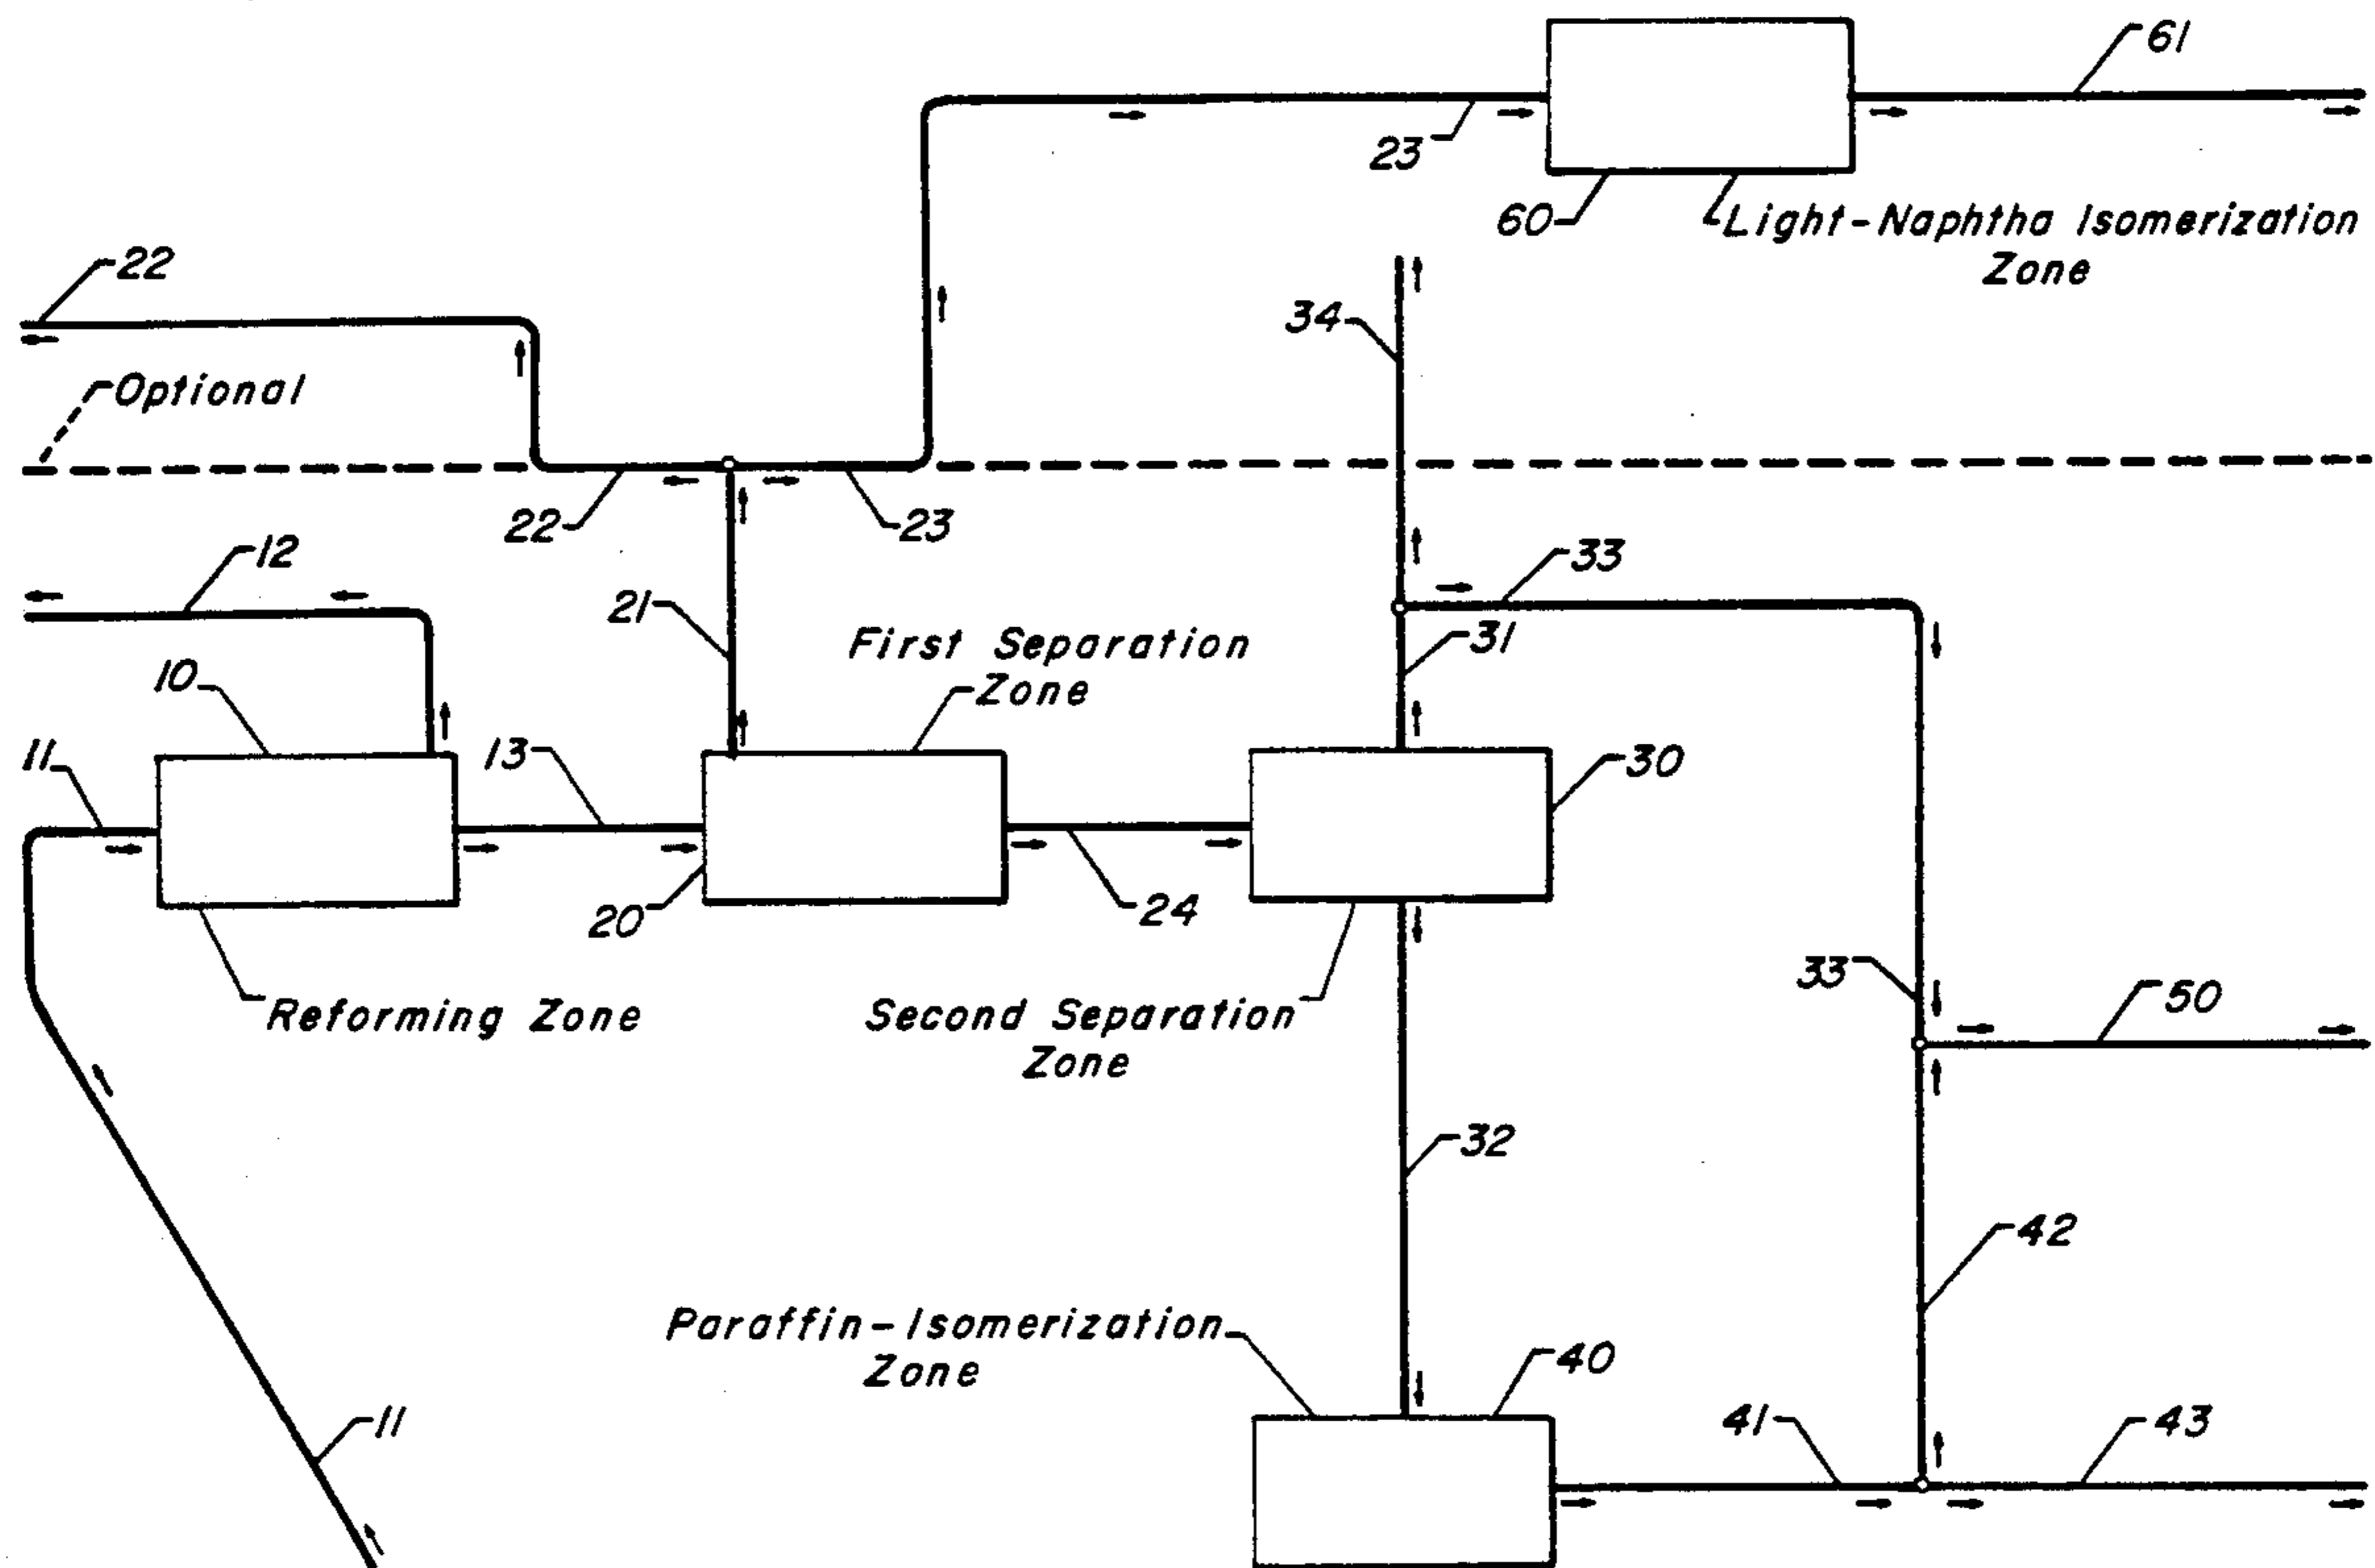 61
23
60
Light-Naphtha Isomerization
Zone
22
34
Optional
22
23
12
33
21
31
First Separation
Zone
10
11
13
30
20
24
Reforming Zone
Second Separation
Zone
33
50
32
42
Paraffin-Isomerization
Zone
40
41
43
11